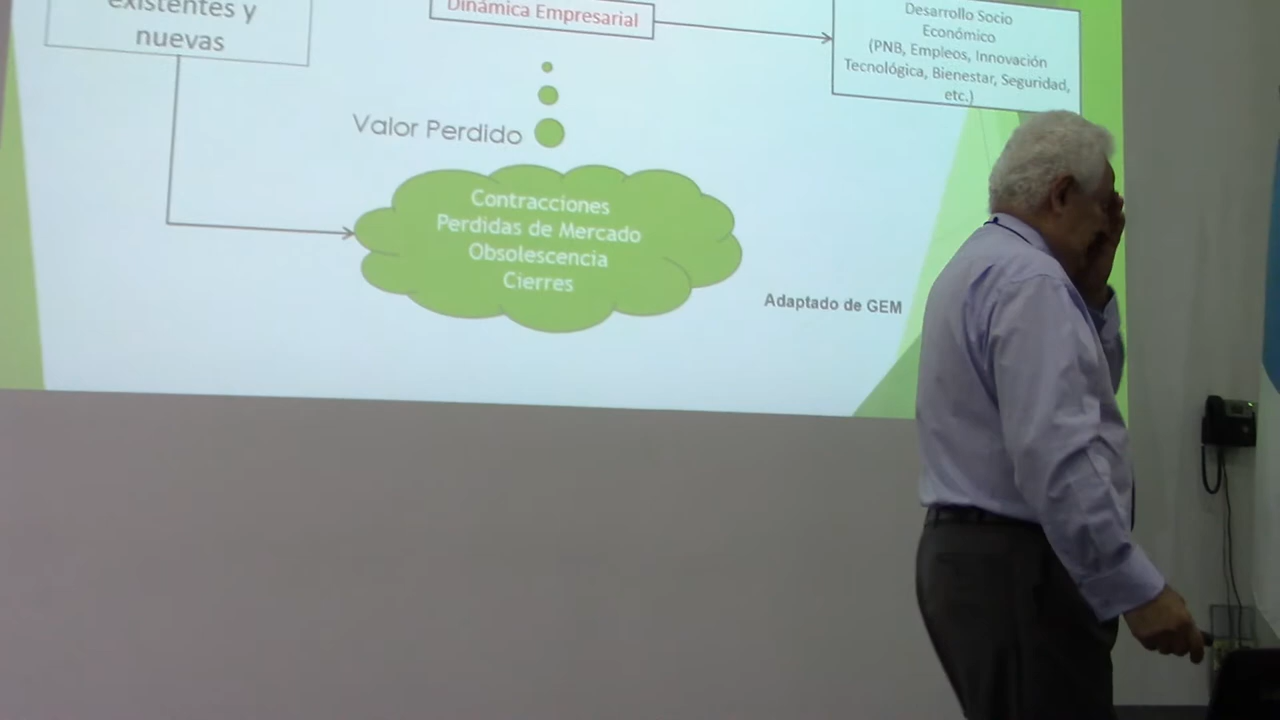 existentes y
nuevas
Dinámica Empresarial
Desarrollo Socio
Económico
(PNB, Empleos, Innovación
Tecnológica, Bienestar, Seguridad,
etc.)
Valor Perdido
Contracciones
Perdidas de Mercado
Obsolescencia
Cierres
Adaptado de GEM